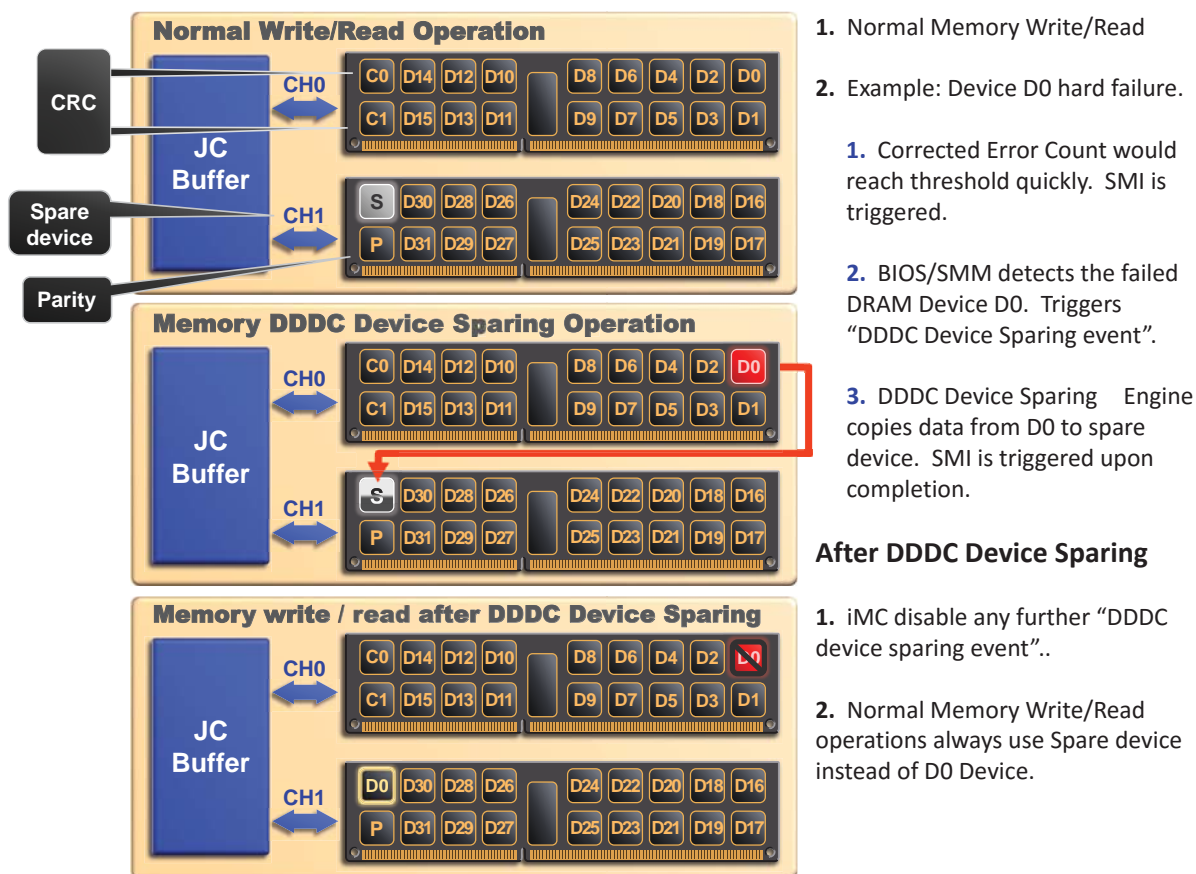 Normal Write/Read Operation
CRC
Spare device
Parity
JC Buffer
CH0
C0 D14 D12 D10 D8 D6 D4 D2 D0
C1 D15 D13 D11 D9 D7 D5 D3 D1
CH1
S D30 D28 D26 D24 D22 D20 D18 D16
P D31 D29 D27 D25 D23 D21 D19 D17
Memory DDDC Device Sparing Operation
JC Buffer
CH0
C0 D14 D12 D10 D8 D6 D4 D2 D0
C1 D15 D13 D11 D9 D7 D5 D3 D1
CH1
S D30 D28 D26 D24 D22 D20 D18 D16
P D31 D29 D27 D25 D23 D21 D19 D17
Memory write / read after DDDC Device Sparing
JC Buffer
CH0
C0 D14 D12 D10 D8 D6 D4 D2 D0
C1 D15 D13 D11 D9 D7 D5 D3 D1
CH1
D0 D30 D28 D26 D24 D22 D20 D18 D16
P D31 D29 D27 D25 D23 D21 D19 D17
1. Normal Memory Write/Read
2. Example: Device D0 hard failure.
1. Corrected Error Count would
reach threshold quickly. SMI is
triggered.
2. BIOS/SMM detects the failed
DRAM Device D0. Triggers
“DDDC Device Sparing event”.
3. DDDC Device Sparing Engine
copies data from D0 to spare
device. SMI is triggered upon
completion.
After DDDC Device Sparing
1. iMC disable any further “DDDC
device sparing event”..
2. Normal Memory Write/Read
operations always use Spare device
instead of D0 Device.